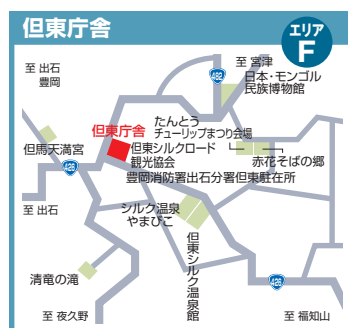 但東庁舎
エリア
F
至 出石
豊岡
至 宮津
482
日本・モンゴル
民族博物館
たんとう
チューリップまつり会場
但東庁舎
但馬天満宮
但東シルクロード
観光協会
赤花そばの郷
豊岡消防署出石分署但東駐在所
426
至 出石
シルク温泉
やまびこ
但東シルク温泉館
清竜の滝
426
至 夜久野
至 福知山